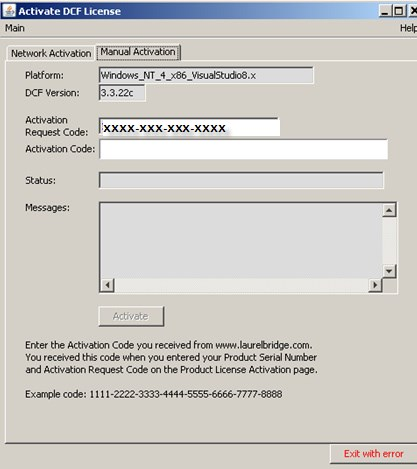 Activate DCF License
Main Help
Network Activation Manual Activation
Platform: Windows_NT_4_x86_VisualStudio8.x
DCF Version: 3.3.22c
Activation
Request Code: XXXX-XXX-XXX-XXXX
Activation Code:
Status:
Messages:
Activate
Enter the Activation Code you received from www.laurelbridge.com.
You received this code when you entered your Product Serial Number
and Activation Request Code on the Product License Activation page.
Example code: 1111-2222-3333-4444-5555-6666-7777-8888
Exit with error